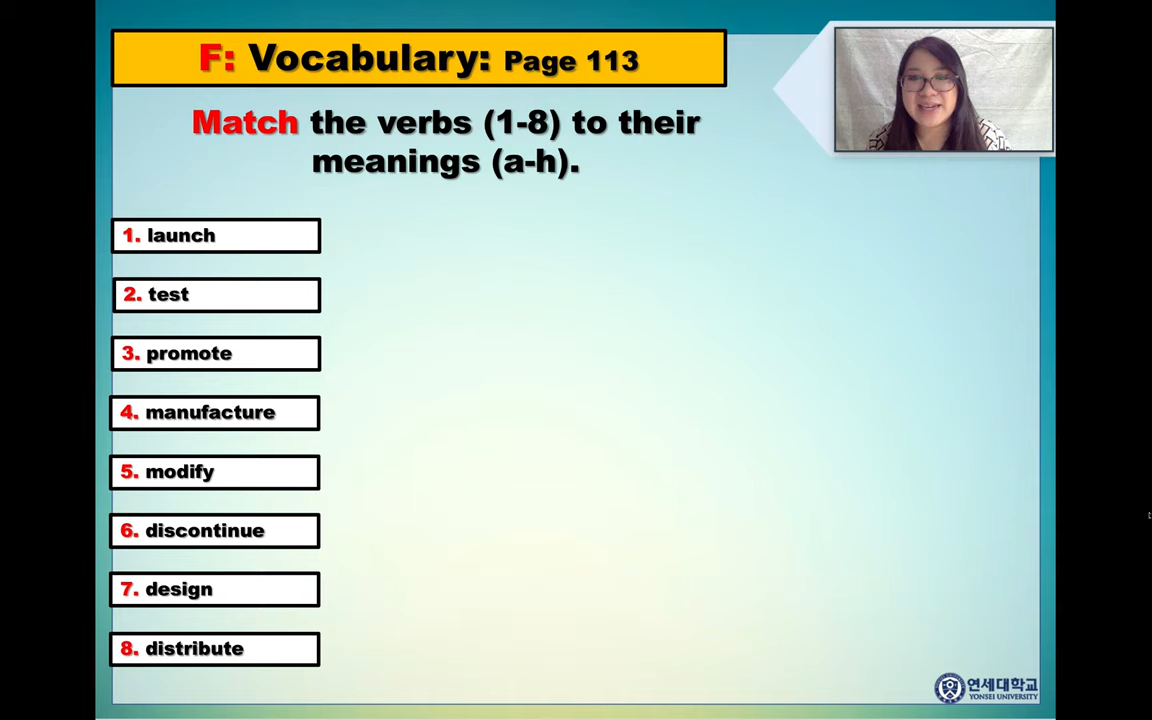 F: Vocabulary: Page 113
Match the verbs (1-8) to their
meanings (a-h).
1. launch
2. test
3. promote
4. manufacture
5. modify
6. discontinue
7. design
8. distribute
연세대학교
YONSEI UNIVERSITY